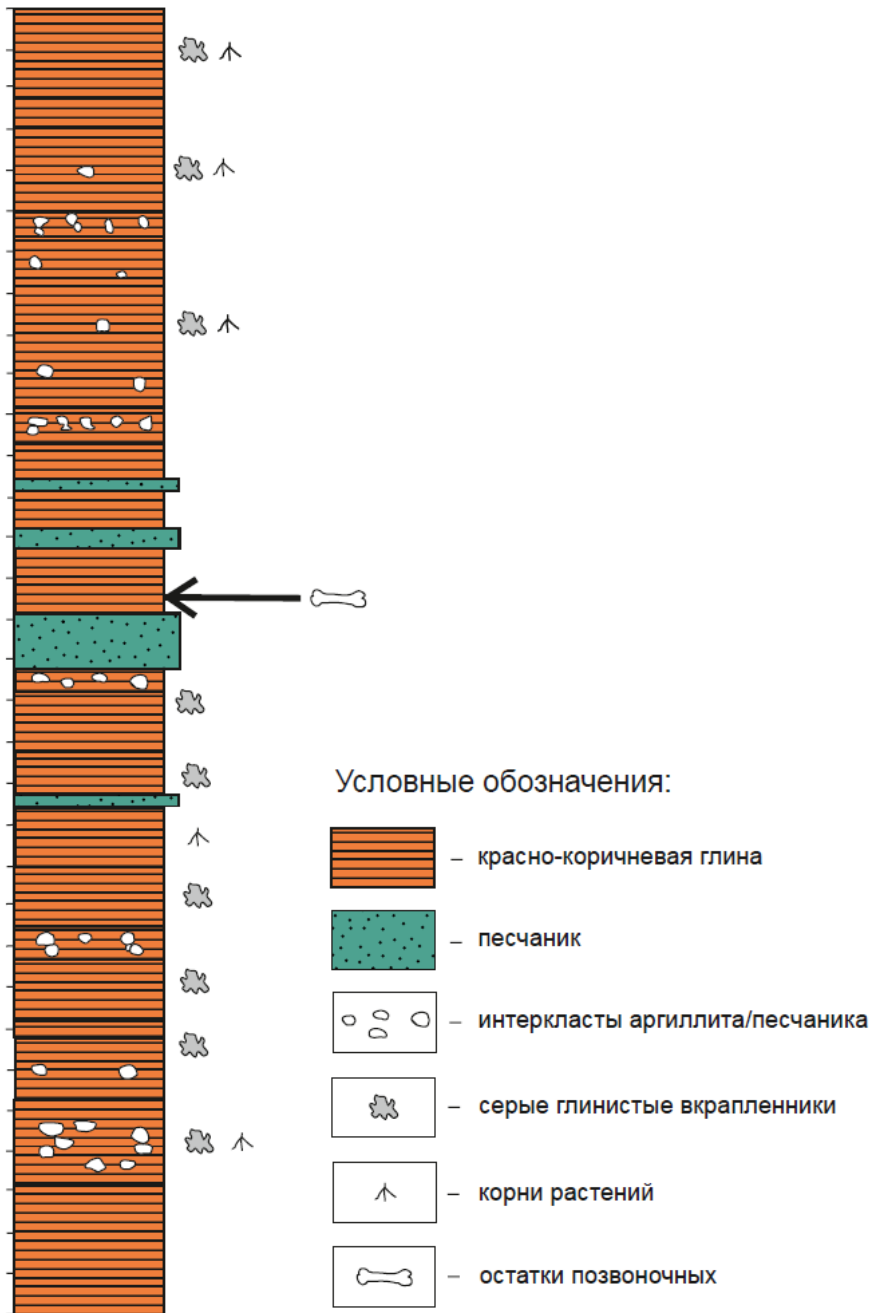 Условные обозначения:
– красно-коричневая глина
– песчаник
– интеркласты аргиллита/песчаника
– серые глинистые вкрапленники
– корни растений
– остатки позвоночных